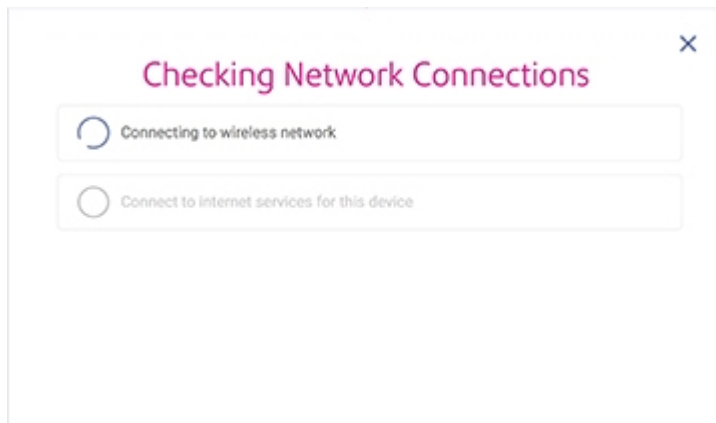 Checking Network Connections
Connecting to wireless network
Connect to internet services for this device